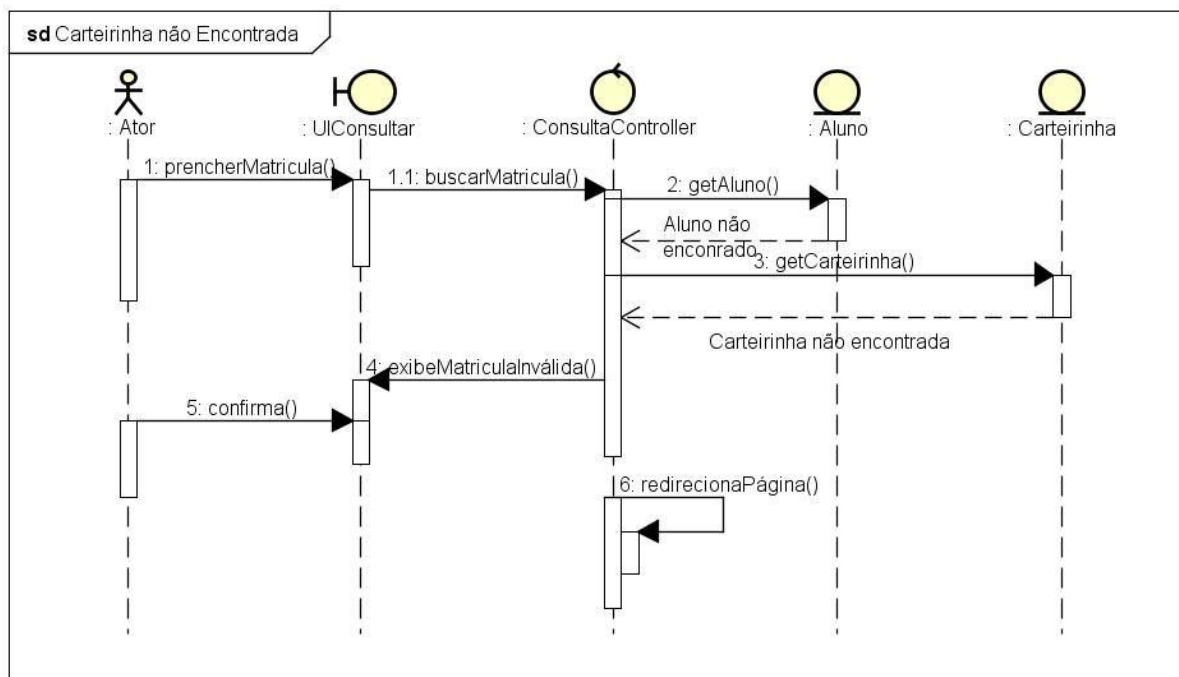 sd Carteirinha não Encontrada
: Ator
: UIConsultar
: ConsultaController
: Aluno
: Carteirinha
1: prencherMatricula()
1.1: buscarMatricula()
2: getAluno()
Aluno não
enconrado
3: getCarteirinha()
Carteirinha não encontrada
4: exibeMatriculaInválida()
5: confirma()
6: redirecionaPágina()